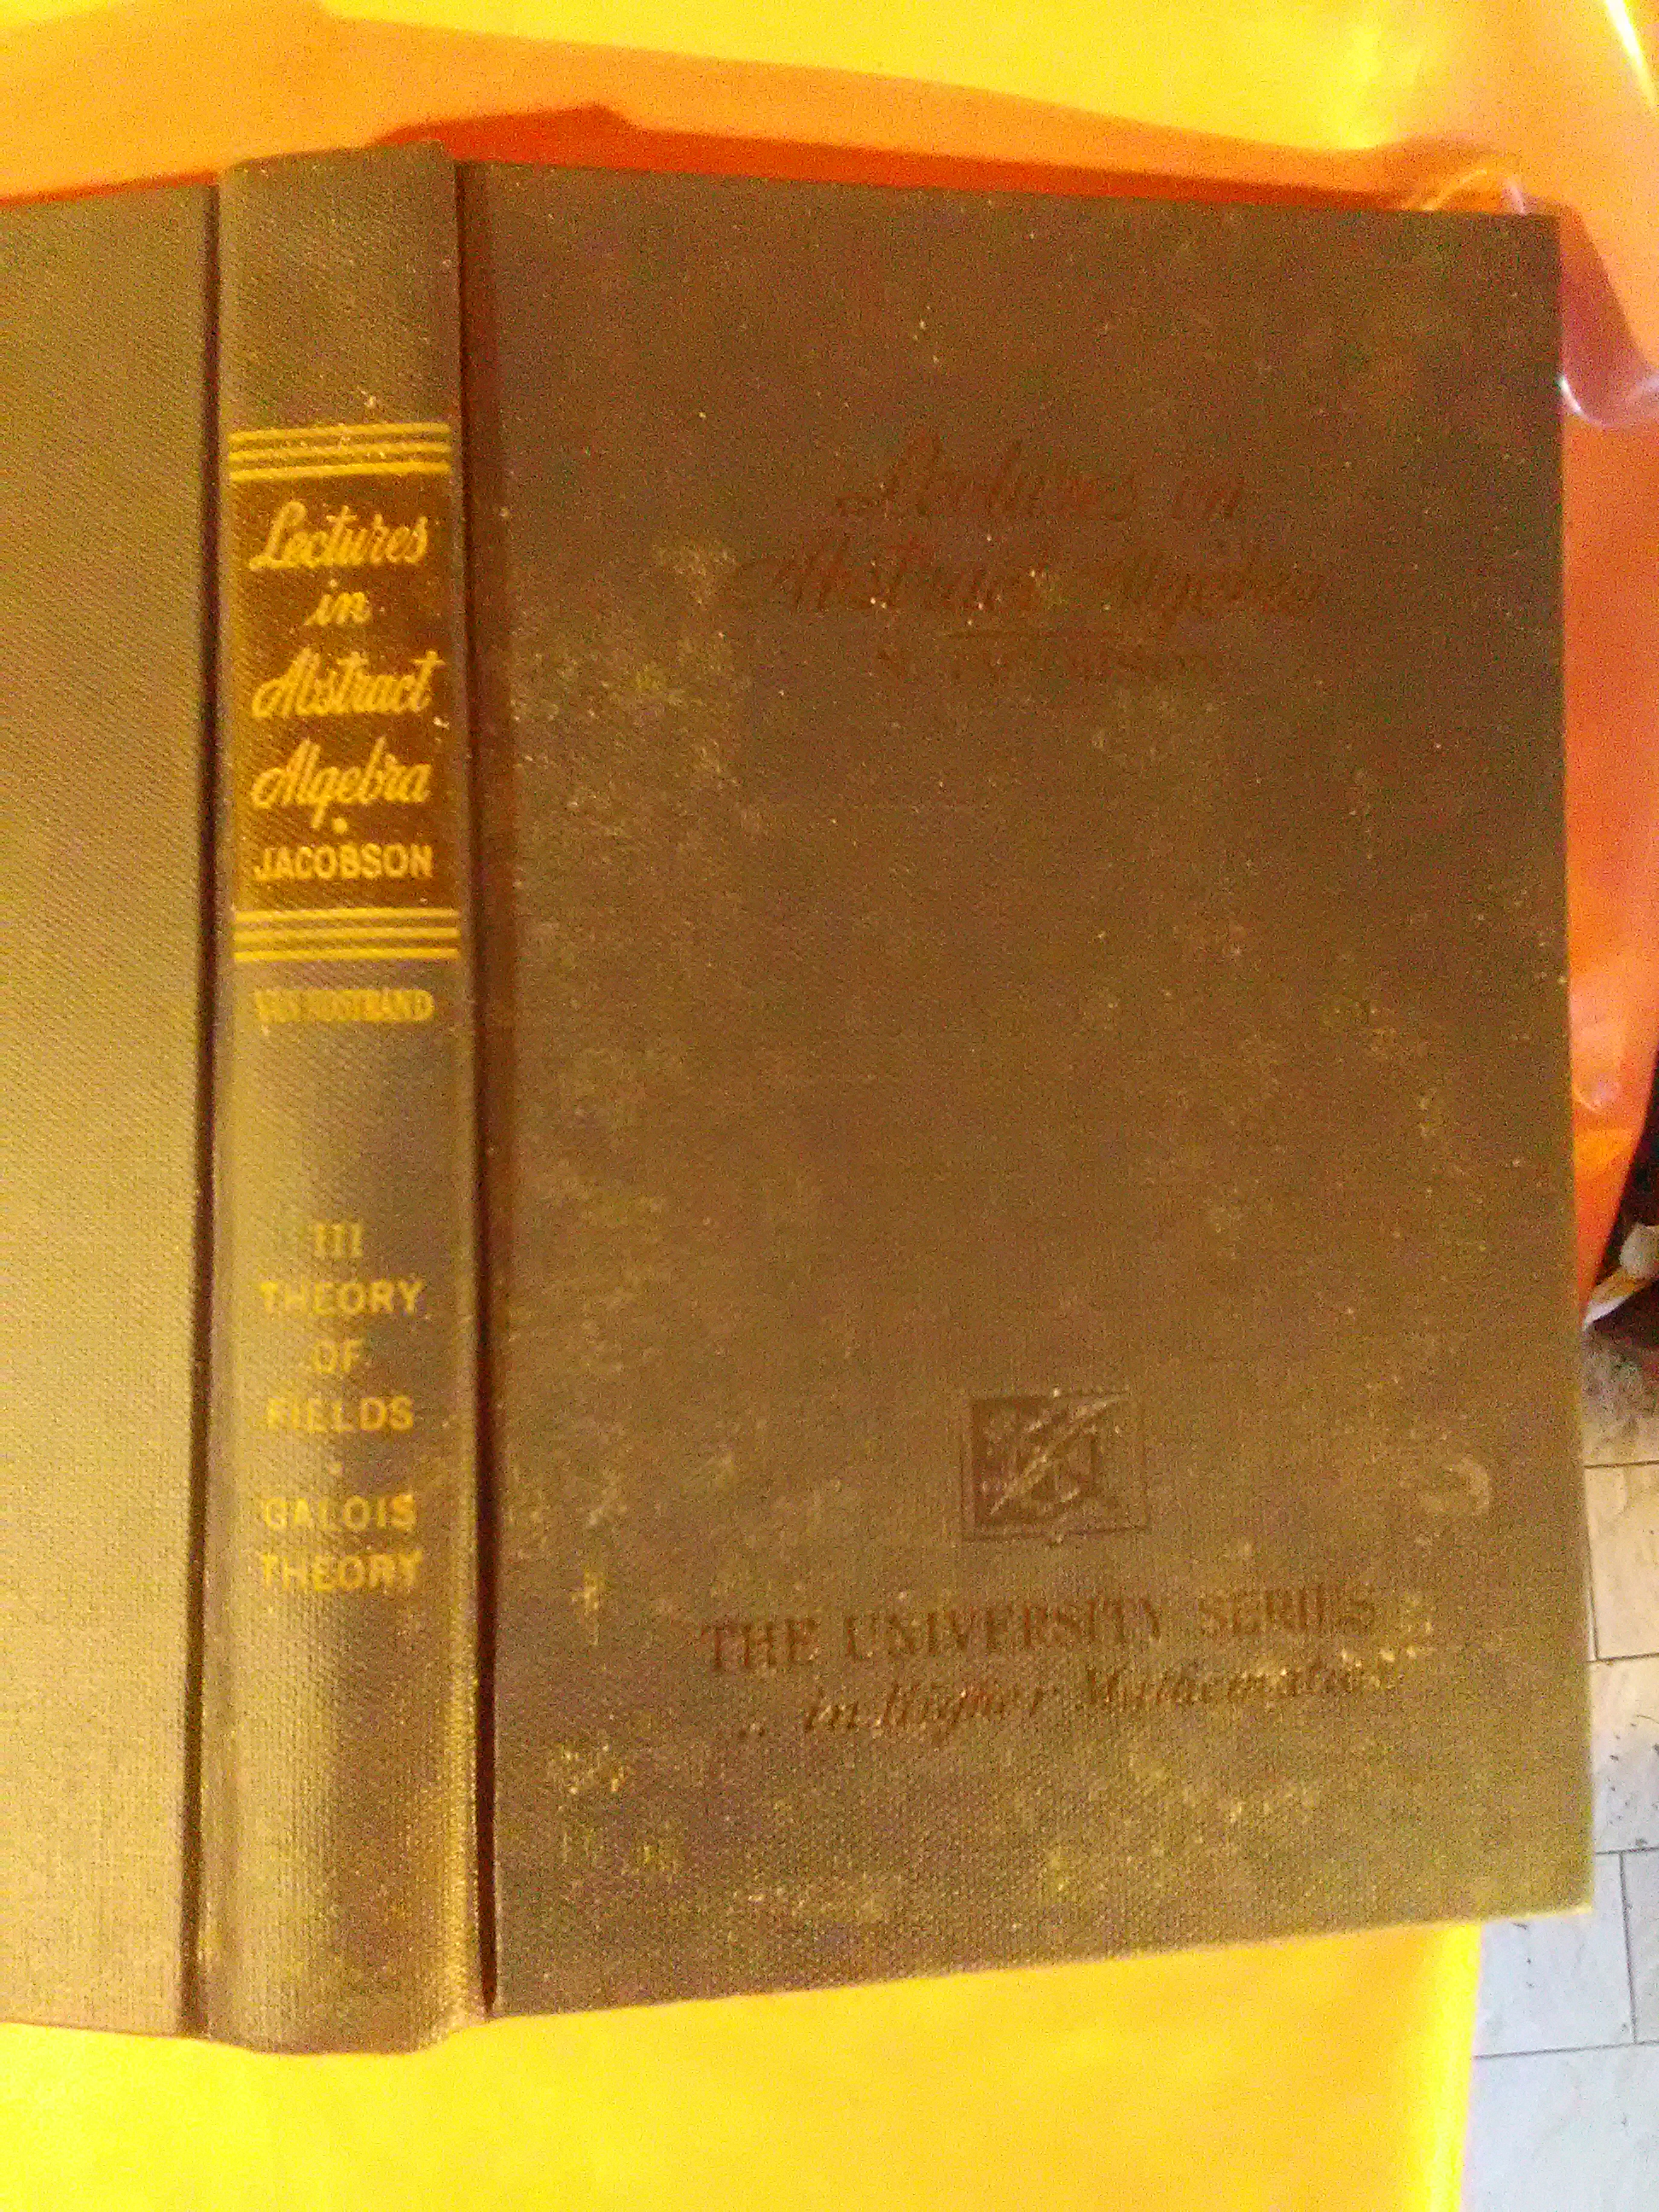 Lectures
in
Abstract
Algebra
JACOBSON
VAN NOSTRAND
III
THEORY
OF
FIELDS
GALOIS
THEORY
Lectures in
Abstract Algebra
N. JACOBSON
THE UNIVERSITY SERIES
... in Higher Mathematics